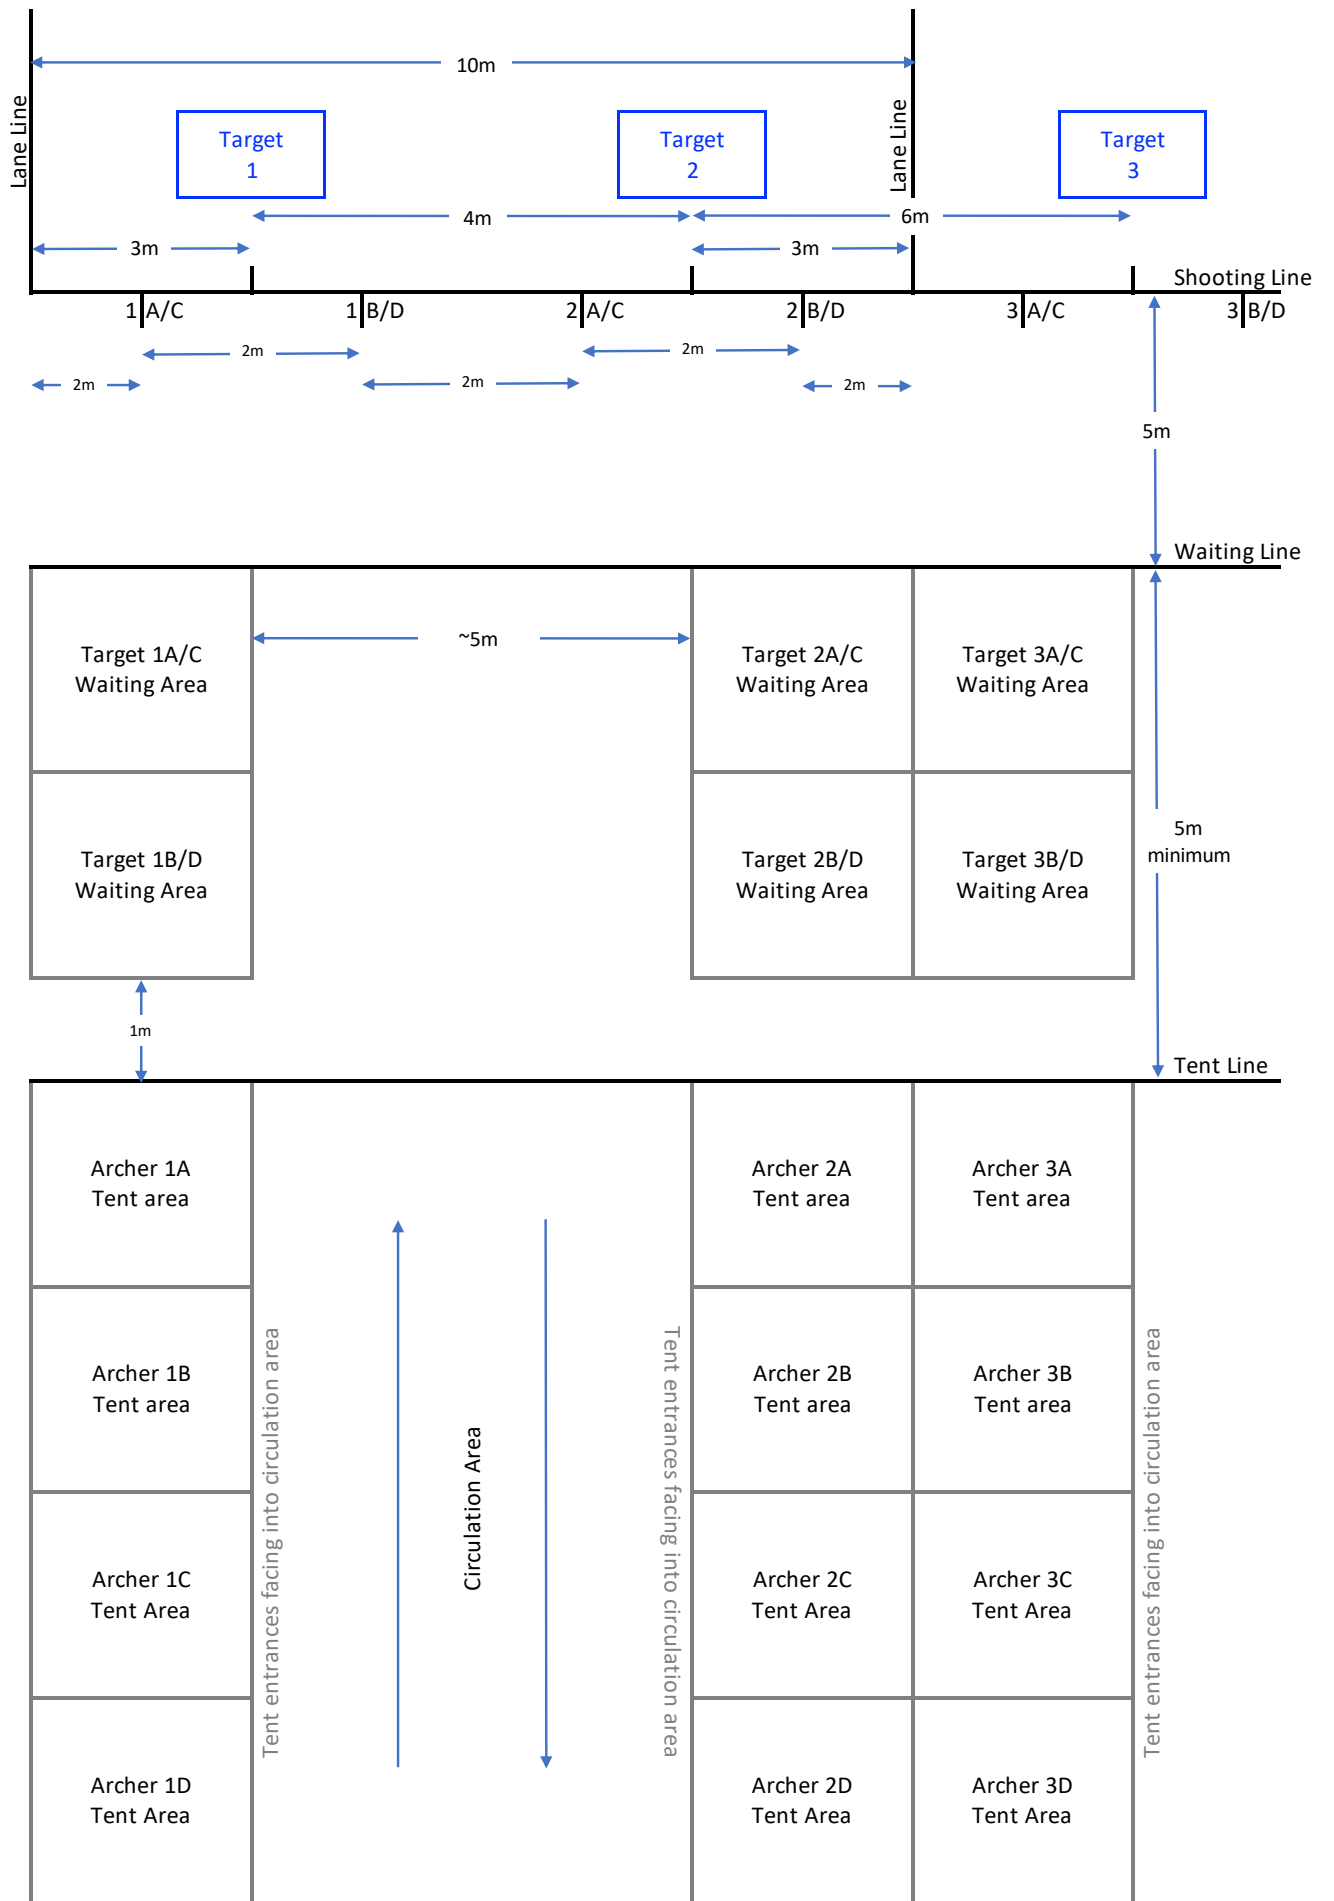 10m
Lane Line
Lane Line
Target
1
Target
2
Target
3
4m
6m
3m
3m
Shooting Line
1 A/C
1 B/D
2 A/C
2 B/D
3 A/C
3 B/D
2m
2m
2m
2m
2m
5m
Waiting Line
~5m
Target 1A/C
Waiting Area
Target 2A/C
Waiting Area
Target 3A/C
Waiting Area
Target 1B/D
Waiting Area
Target 2B/D
Waiting Area
Target 3B/D
Waiting Area
5m
minimum
1m
Tent Line
Archer 1A
Tent area
Archer 2A
Tent area
Archer 3A
Tent area
Archer 1B
Tent area
Archer 2B
Tent area
Archer 3B
Tent area
Tent entrances facing into circulation area
Circulation Area
Tent entrances facing into circulation area
Tent entrances facing into circulation area
Archer 1C
Tent Area
Archer 2C
Tent Area
Archer 3C
Tent Area
Archer 1D
Tent Area
Archer 2D
Tent Area
Archer 3D
Tent Area